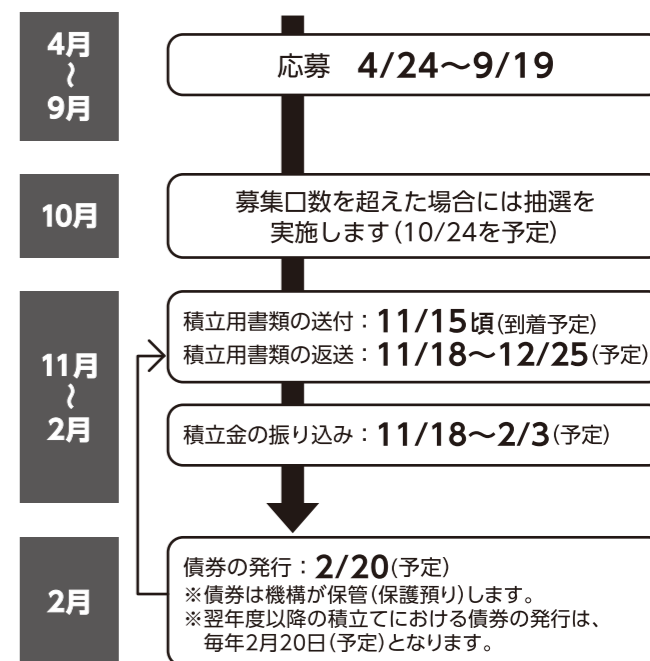 4月
〜
9月
応募 4/24〜9/19
10月
募集口数を超えた場合には抽選を
実施します(10/24を予定)
11月
〜
2月
積立用書類の送付：11/15頃(到着予定)
積立用書類の返送：11/18〜12/25(予定)
積立金の振り込み：11/18〜2/3(予定)
2月
債券の発行：2/20(予定)
※債券は機構が保管(保護預り)します。
※翌年度以降の積立てにおける債券の発行は、
毎年2月20日(予定)となります。